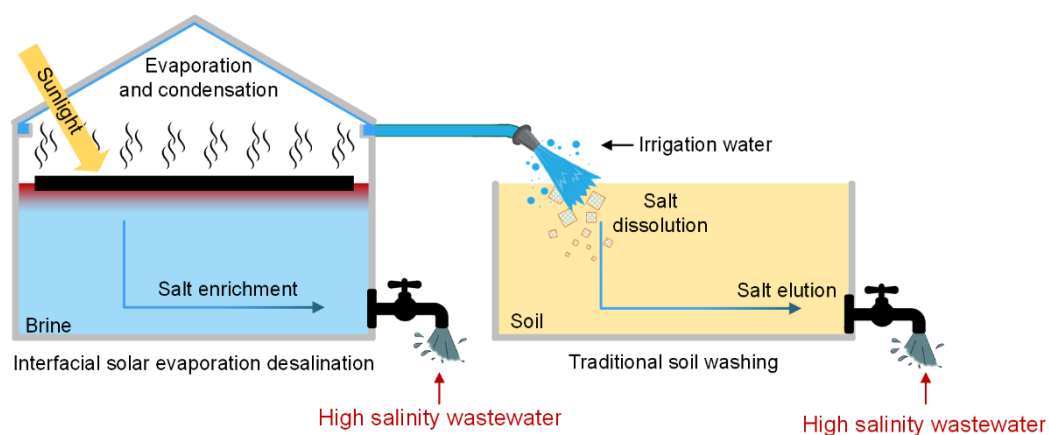 Sunlight
Evaporation
and condensation
Irrigation water
Salt
dissolution
Salt enrichment
Salt elution
Brine
Soil
Interfacial solar evaporation desalination
Traditional soil washing
High salinity wastewater
High salinity wastewater